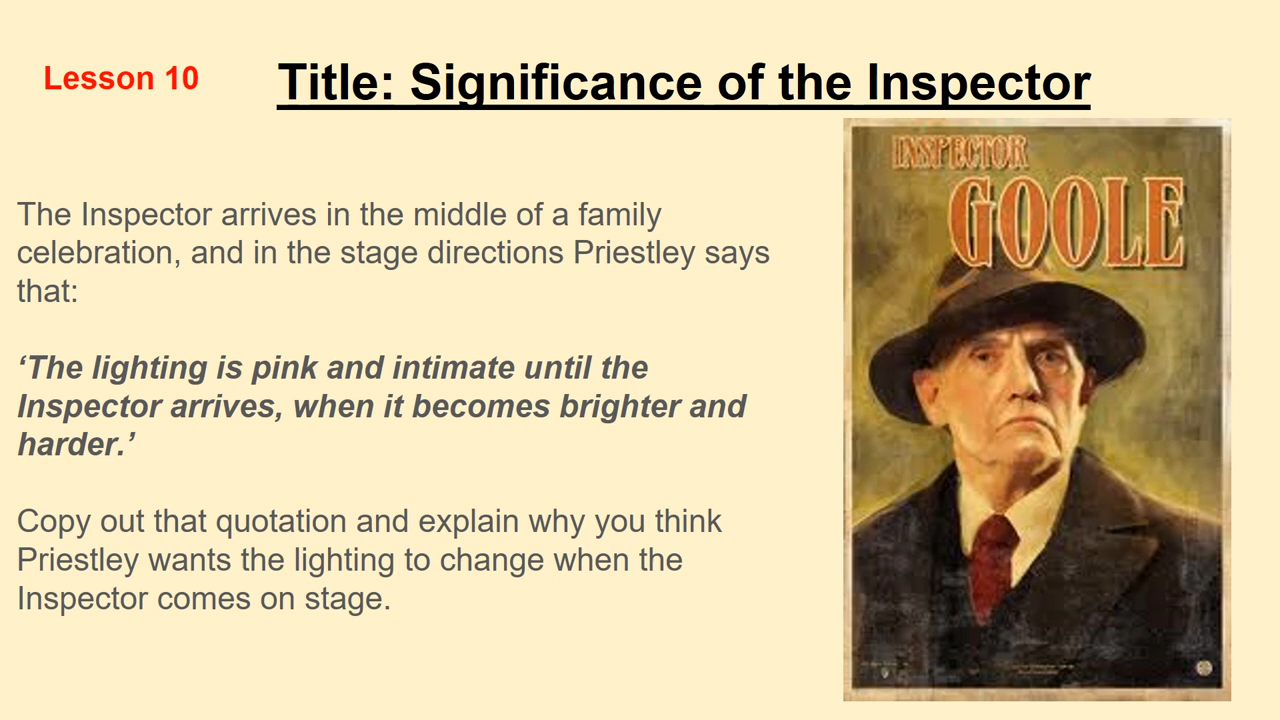 Lesson 10
Title: Significance of the Inspector
The Inspector arrives in the middle of a family
celebration, and in the stage directions Priestley says
that:
‘The lighting is pink and intimate until the
Inspector arrives, when it becomes brighter and
harder.’
Copy out that quotation and explain why you think
Priestley wants the lighting to change when the
Inspector comes on stage.
INSPECTOR
GOOLE